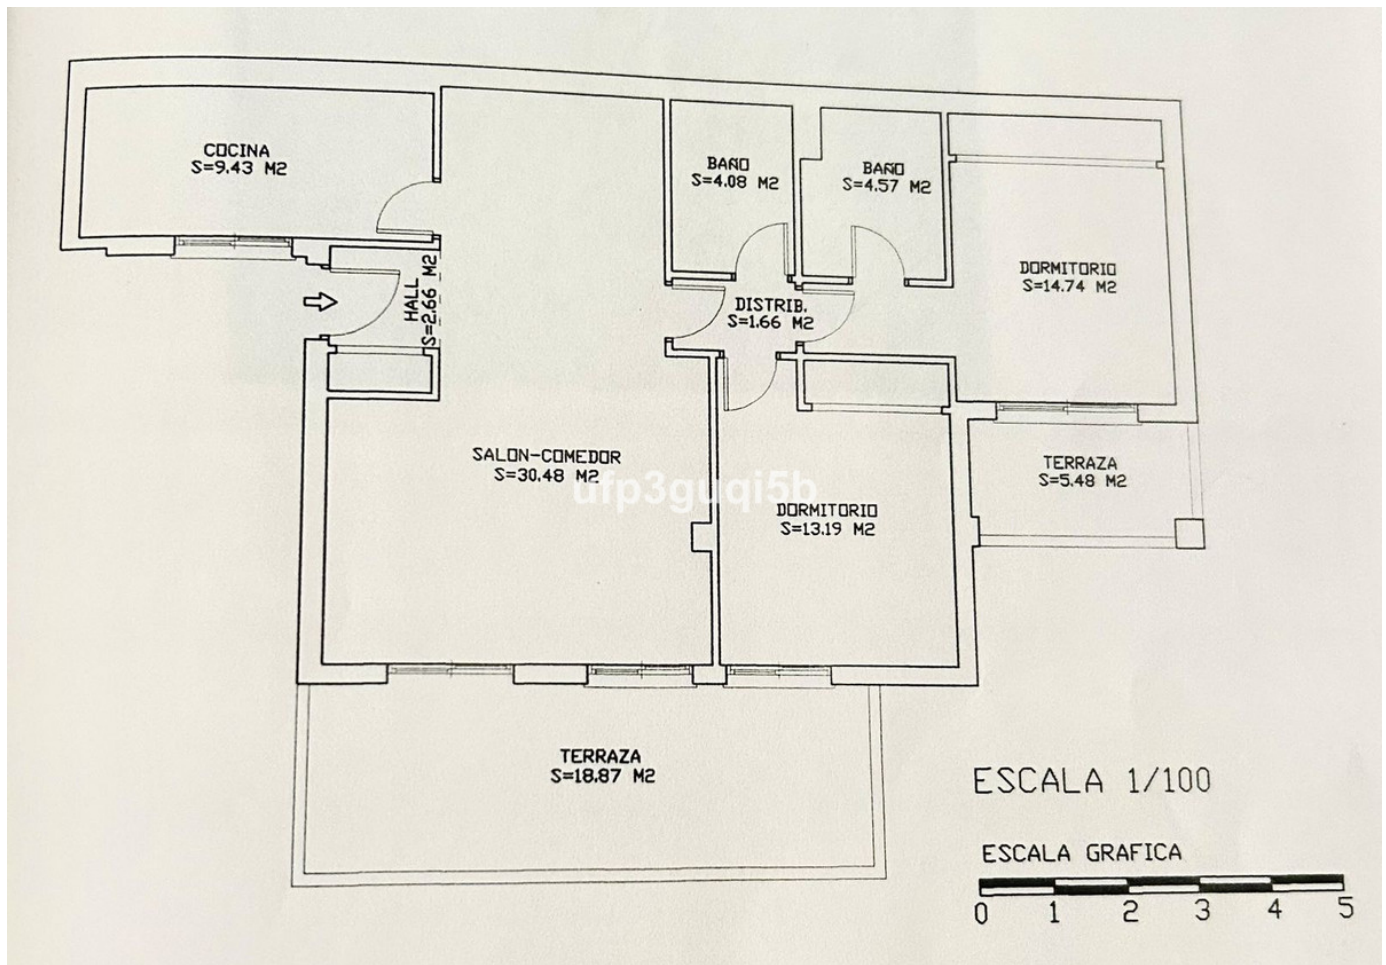 COCINA
S=9.43 M2
HALL
S=2.66 M2
BAÑO
S=4.08 M2
BAÑO
S=4.57 M2
DORMITORIO
S=14.74 M2
DISTRIB.
S=1.66 M2
SALON-COMEDOR
S=30.48 M2
ufp3guqi5b
DORMITORIO
S=13.19 M2
TERRAZA
S=5.48 M2
TERRAZA
S=18.87 M2
ESCALA 1/100
ESCALA GRAFICA
0 1 2 3 4 5